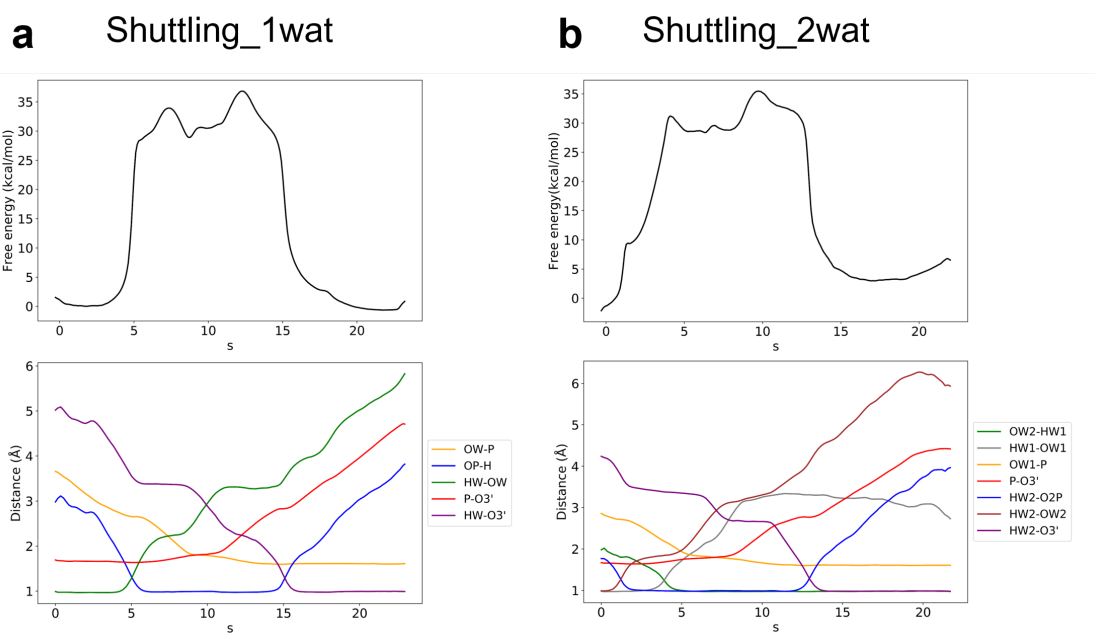 a Shuttling_1wat
b Shuttling_2wat
Free energy (kcal/mol)
35
30
25
20
15
10
5
0
0 5 10 15 20
s
Free energy(kcal/mol)
35
30
25
20
15
10
5
0
0 5 10 15 20
s
Distance (Å)
6
5
4
3
2
1
0 5 10 15 20
s
OW-P
OP-H
HW-OW
P-O3'
HW-O3'
Distance (Å)
6
5
4
3
2
1
0 5 10 15 20
s
OW2-HW1
HW1-OW1
OW1-P
P-O3'
HW2-O2P
HW2-OW2
HW2-O3'